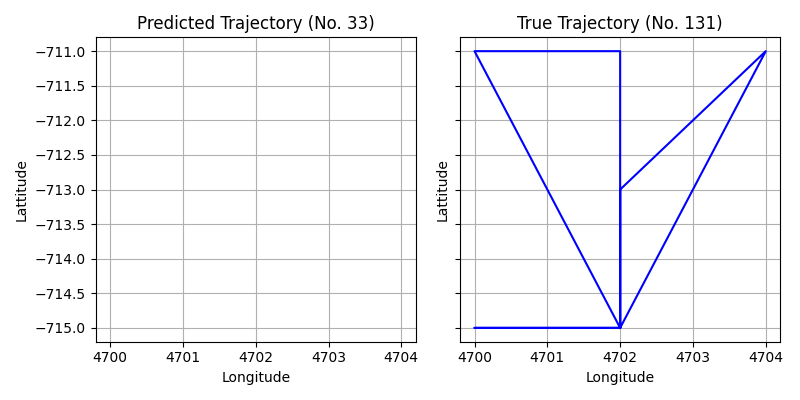 Predicted Trajectory (No. 33)
−711.0
−711.5
−712.0
−712.5
−713.0
−713.5
−714.0
−714.5
−715.0
Lattitude
4700 4701 4702 4703 4704
Longitude
True Trajectory (No. 131)
Lattitude
4700 4701 4702 4703 4704
Longitude